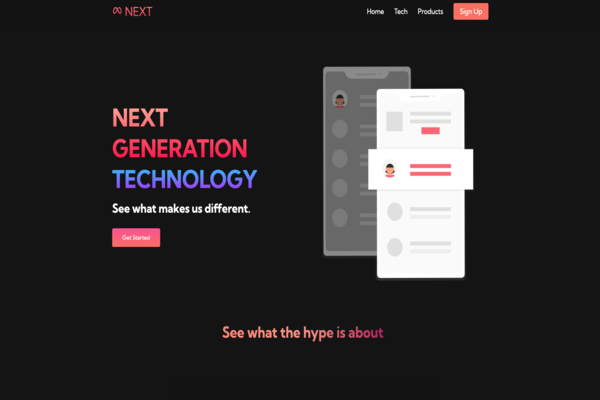 NEXT
Home Tech Products Sign Up
NEXT
GENERATION
TECHNOLOGY
See what makes us different.
Get Started
See what the hype is about